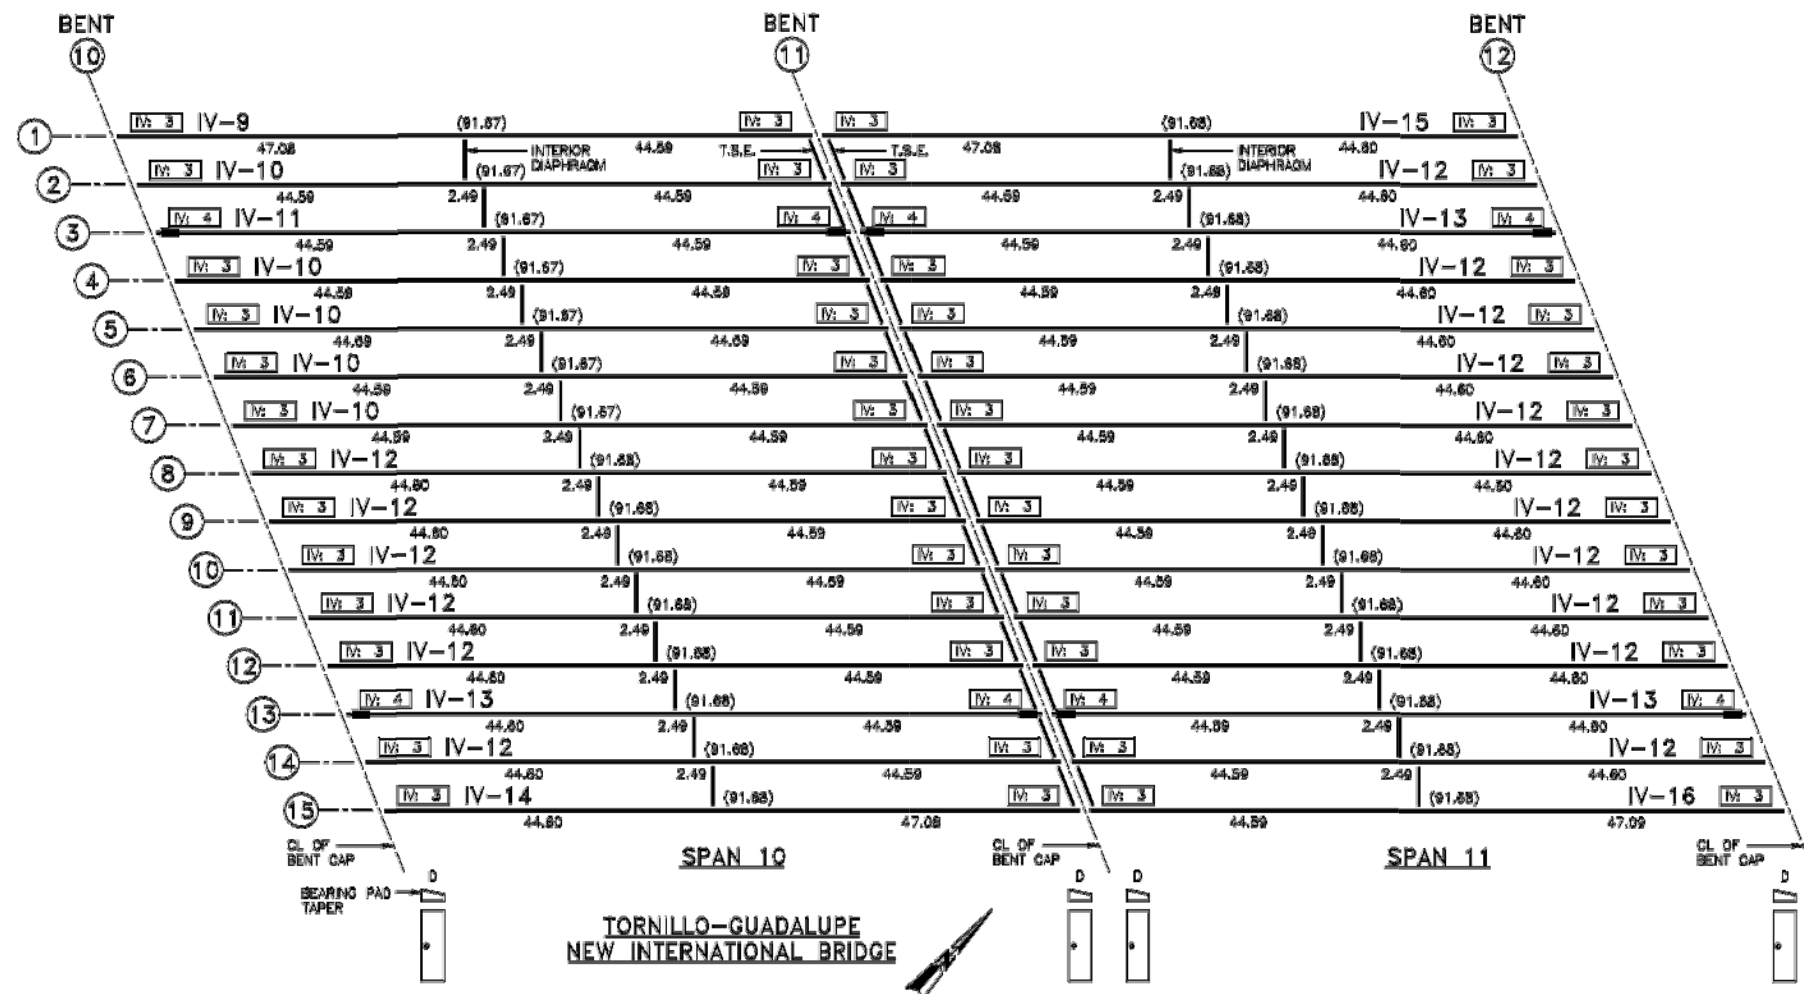 BENT BENT BENT
10 11 12
1 IV: 3 IV-9 (91.67) IV: 3 IV: 3 (91.68) IV-15 IV: 3
47.08 INTERIOR DIAPHRAGM 44.59 T.S.E. T.S.E. 47.08 INTERIOR DIAPHRAGM 44.60
2 IV: 3 IV-10 (91.67) IV: 3 IV: 3 (91.68) IV-12 IV: 3
44.59 2.49 44.59 44.59 2.49 44.60
3 IV: 4 IV-11 (91.67) IV: 4 IV: 4 (91.68) IV-13 IV: 4
44.59 2.49 44.59 44.59 2.49 44.60
4 IV: 3 IV-10 (91.67) IV: 3 IV: 3 (91.68) IV-12 IV: 3
44.59 2.49 44.59 44.59 2.49 44.60
5 IV: 3 IV-10 (91.67) IV: 3 IV: 3 (91.68) IV-12 IV: 3
44.59 2.49 44.59 44.59 2.49 44.60
6 IV: 3 IV-10 (91.67) IV: 3 IV: 3 (91.68) IV-12 IV: 3
44.59 2.49 44.59 44.59 2.49 44.60
7 IV: 3 IV-10 (91.67) IV: 3 IV: 3 (91.68) IV-12 IV: 3
44.59 2.49 44.59 44.59 2.49 44.60
8 IV: 3 IV-12 (91.68) IV: 3 IV: 3 (91.68) IV-12 IV: 3
44.60 2.49 44.59 44.59 2.49 44.60
9 IV: 3 IV-12 (91.68) IV: 3 IV: 3 (91.68) IV-12 IV: 3
44.60 2.49 44.59 44.59 2.49 44.60
10 IV: 3 IV-12 (91.68) IV: 3 IV: 3 (91.68) IV-12 IV: 3
44.60 2.49 44.59 44.59 2.49 44.60
11 IV: 3 IV-12 (91.68) IV: 3 IV: 3 (91.68) IV-12 IV: 3
44.60 2.49 44.59 44.59 2.49 44.60
12 IV: 3 IV-12 (91.68) IV: 3 IV: 3 (91.68) IV-12 IV: 3
44.60 2.49 44.59 44.59 2.49 44.60
13 IV: 4 IV-13 (91.68) IV: 4 IV: 4 (91.68) IV-13 IV: 4
44.60 2.49 44.59 44.59 2.49 44.60
14 IV: 3 IV-12 (91.68) IV: 3 IV: 3 (91.68) IV-12 IV: 3
44.60 2.49 44.59 44.59 2.49 44.60
15 IV: 3 IV-14 (91.68) IV: 3 IV: 3 (91.68) IV-16 IV: 3
44.60 47.08 44.59 47.09
CL OF BENT CAP SPAN 10 CL OF BENT CAP SPAN 11 CL OF BENT CAP
BEARING PAD TAPER D D D D
TORNILLO-GUADALUPE
NEW INTERNATIONAL BRIDGE